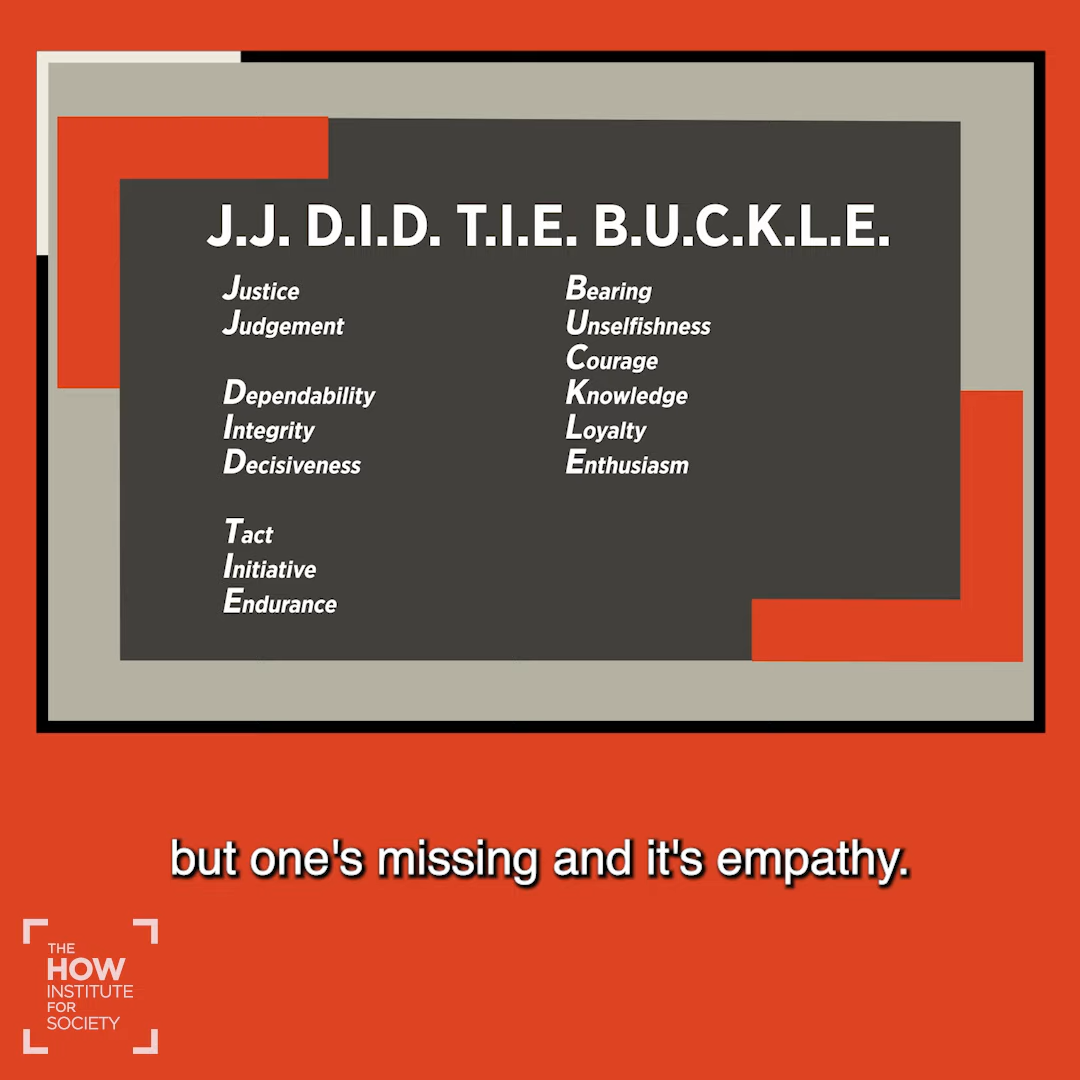 J.J. D.I.D. T.I.E. B.U.C.K.L.E.
Justice
Judgement
Dependability
Integrity
Decisiveness
Tact
Initiative
Endurance
Bearing
Unselfishness
Courage
Knowledge
Loyalty
Enthusiasm
but one's missing and it's empathy.
THE
HOW
INSTITUTE
FOR
SOCIETY